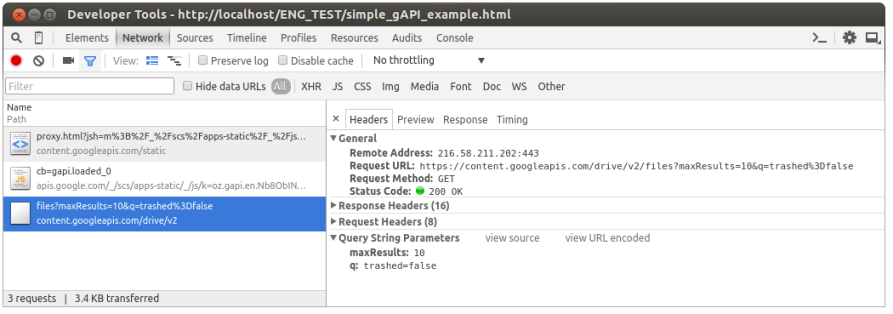 Developer Tools - http://localhost/ENG_TEST/simple_gAPI_example.html
Elements Network Sources Timeline Profiles Resources Audits Console
View: Preserve log Disable cache No throttling
Filter Hide data URLs All XHR JS CSS Img Media Font Doc WS Other
Name
Path
proxy.html?jsh=m%3B%2F_%2Fscs%2Fapps-static%2F_%2Fjs...
content.googleapis.com/static
cb=gapi.loaded_0
apis.google.com/_/scs/apps-static/_/js/k=oz.gapi.en.Nb8ObIN...
files?maxResults=10&q=trashed%3Dfalse
content.googleapis.com/drive/v2
3 requests | 3.4 KB transferred
× Headers Preview Response Timing
General
Remote Address: 216.58.211.202:443
Request URL: https://content.googleapis.com/drive/v2/files?maxResults=10&q=trashed%3Dfalse
Request Method: GET
Status Code: 200 OK
Response Headers (16)
Request Headers (8)
Query String Parameters view source view URL encoded
maxResults: 10
q: trashed=false